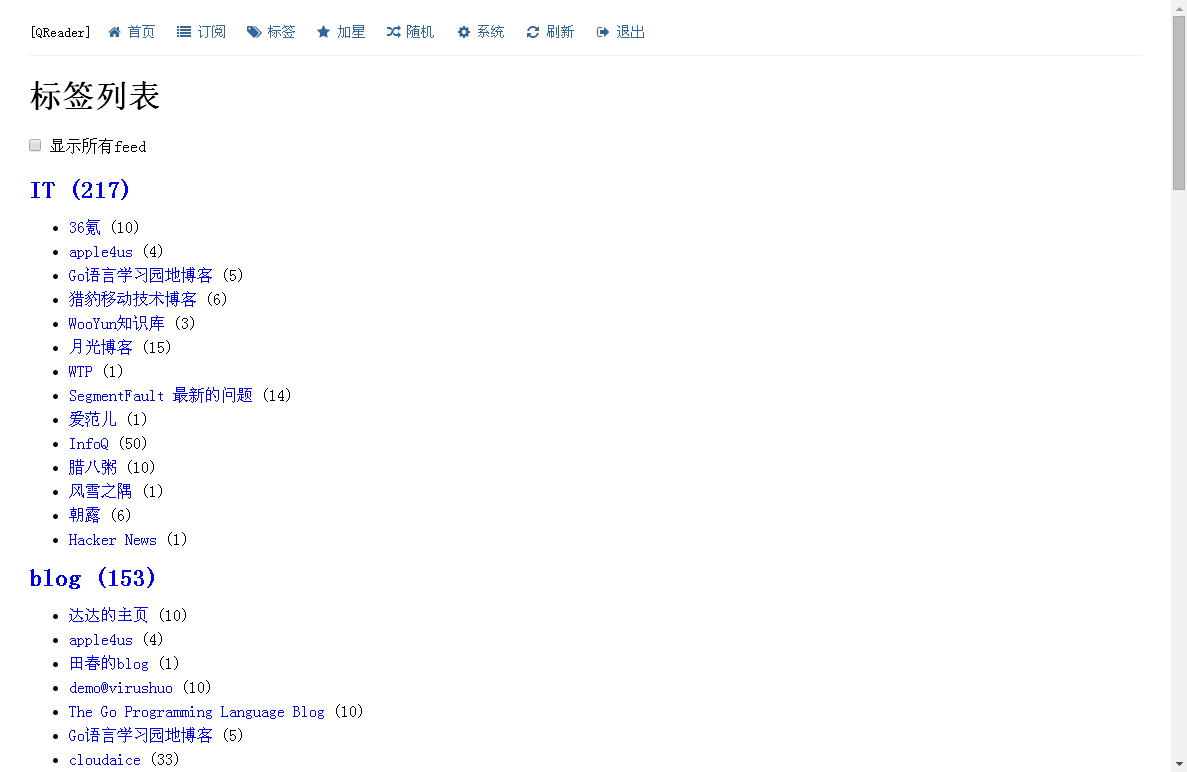 [QReader] 首页 订阅 标签 加星 随机 系统 刷新 退出
标签列表
显示所有feed
IT (217)
36氪 (10)
apple4us (4)
Go语言学习园地博客 (5)
猎豹移动技术博客 (6)
WooYun知识库 (3)
月光博客 (15)
WTP (1)
SegmentFault 最新的问题 (14)
爱范儿 (1)
InfoQ (50)
腊八粥 (10)
风雪之隅 (1)
朝露 (6)
Hacker News (1)
blog (153)
达达的主页 (10)
apple4us (4)
田春的blog (1)
demo@virushuo (10)
The Go Programming Language Blog (10)
Go语言学习园地博客 (5)
cloudaice (33)